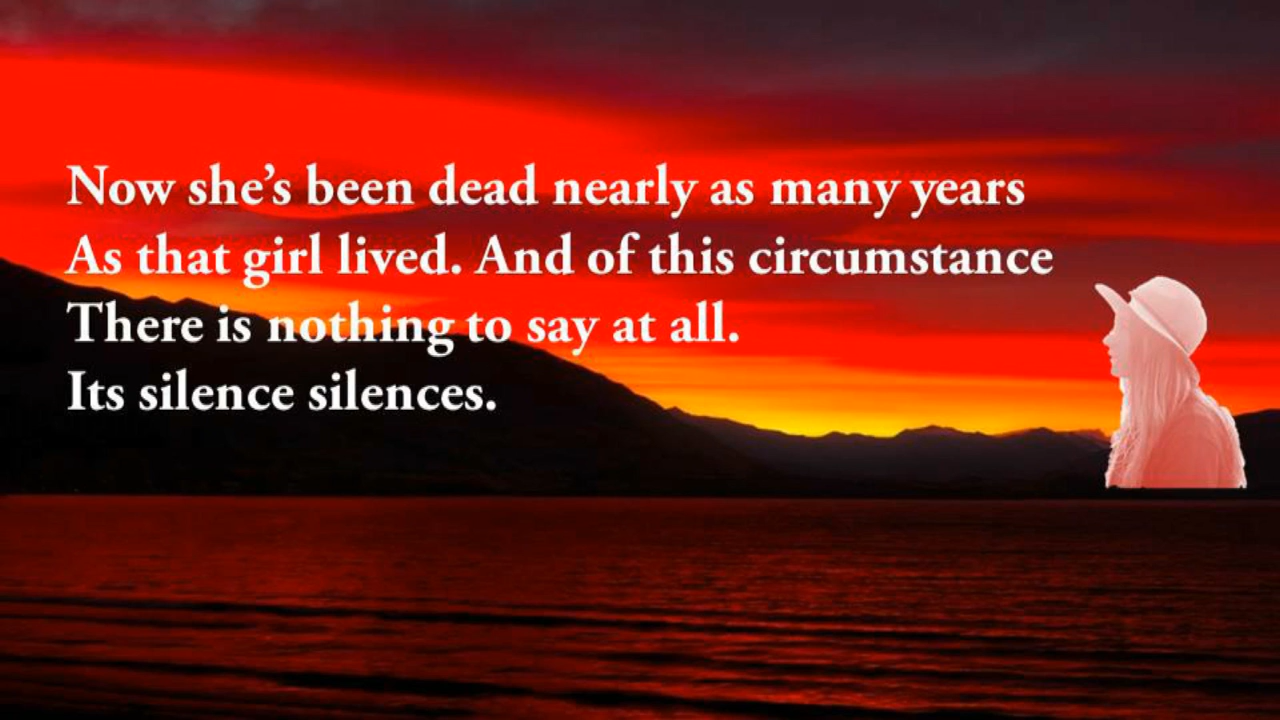 Now she’s been dead nearly as many years
As that girl lived. And of this circumstance
There is nothing to say at all.
Its silence silences.